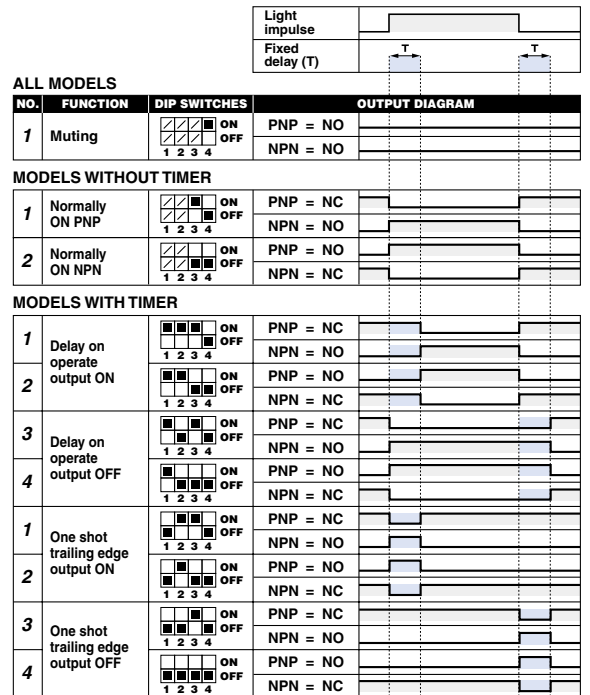 Light impulse
Fixed delay (T)
T T
ALL MODELS
NO. FUNCTION DIP SWITCHES OUTPUT DIAGRAM
1 Muting
ON
OFF
1 2 3 4
PNP = NO
NPN = NO
MODELS WITHOUT TIMER
1 Normally ON PNP
ON
OFF
1 2 3 4
PNP = NC
NPN = NO
2 Normally ON NPN
ON
OFF
1 2 3 4
PNP = NO
NPN = NC
MODELS WITH TIMER
1
Delay on operate output ON
ON
OFF
1 2 3 4
PNP = NC
NPN = NO
2
ON
OFF
1 2 3 4
PNP = NO
NPN = NC
3
Delay on operate output OFF
ON
OFF
1 2 3 4
PNP = NC
NPN = NO
4
ON
OFF
1 2 3 4
PNP = NO
NPN = NC
1
One shot trailing edge output ON
ON
OFF
1 2 3 4
PNP = NC
NPN = NO
2
ON
OFF
1 2 3 4
PNP = NO
NPN = NC
3
One shot trailing edge output OFF
ON
OFF
1 2 3 4
PNP = NC
NPN = NO
4
ON
OFF
1 2 3 4
PNP = NO
NPN = NC